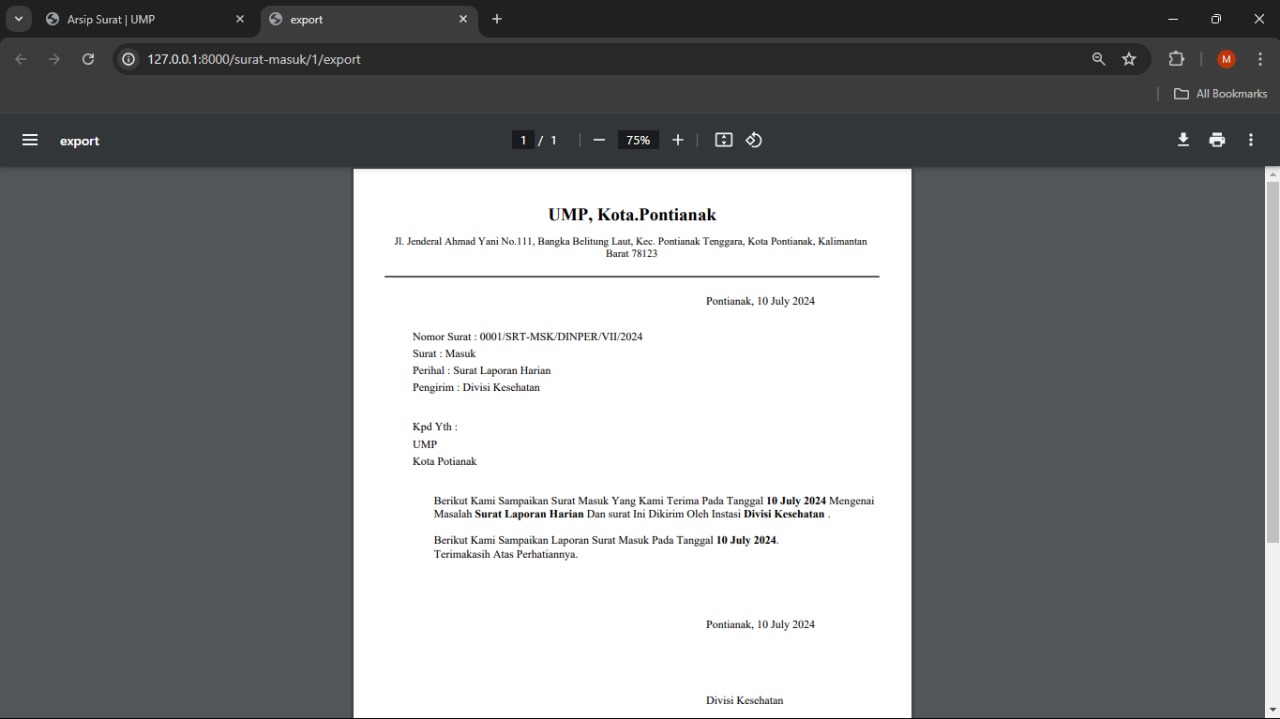 Arsip Surat | UMP
export
127.0.0.1:8000/surat-masuk/1/export
M
All Bookmarks
export
1 / 1
75%
UMP, Kota.Pontianak
Jl. Jenderal Ahmad Yani No.111, Bangka Belitung Laut, Kec. Pontianak Tenggara, Kota Pontianak, Kalimantan
Barat 78123
Pontianak, 10 July 2024
Nomor Surat : 0001/SRT-MSK/DINPER/VII/2024
Surat : Masuk
Perihal : Surat Laporan Harian
Pengirim : Divisi Kesehatan
Kpd Yth :
UMP
Kota Potianak
Berikut Kami Sampaikan Surat Masuk Yang Kami Terima Pada Tanggal 10 July 2024 Mengenai
Masalah Surat Laporan Harian Dan surat Ini Dikirim Oleh Instasi Divisi Kesehatan .
Berikut Kami Sampaikan Laporan Surat Masuk Pada Tanggal 10 July 2024.
Terimakasih Atas Perhatiannya.
Pontianak, 10 July 2024
Divisi Kesehatan